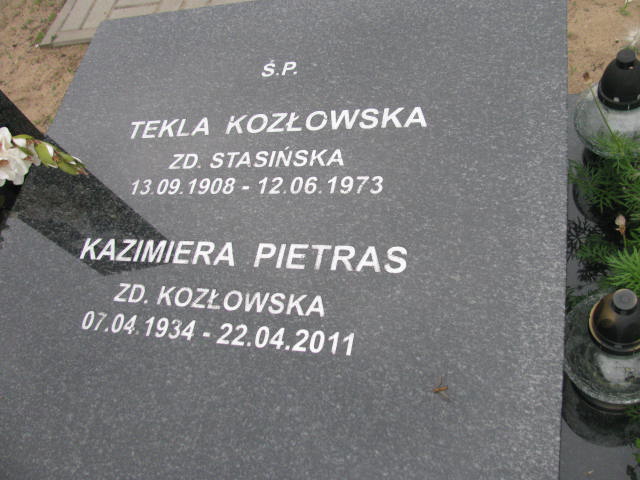 Ś.P.
TEKLA KOZŁOWSKA
ZD. STASIŃSKA
13.09.1908 - 12.06.1973
KAZIMIERA PIETRAS
ZD. KOZŁOWSKA
07.04.1934 - 22.04.2011